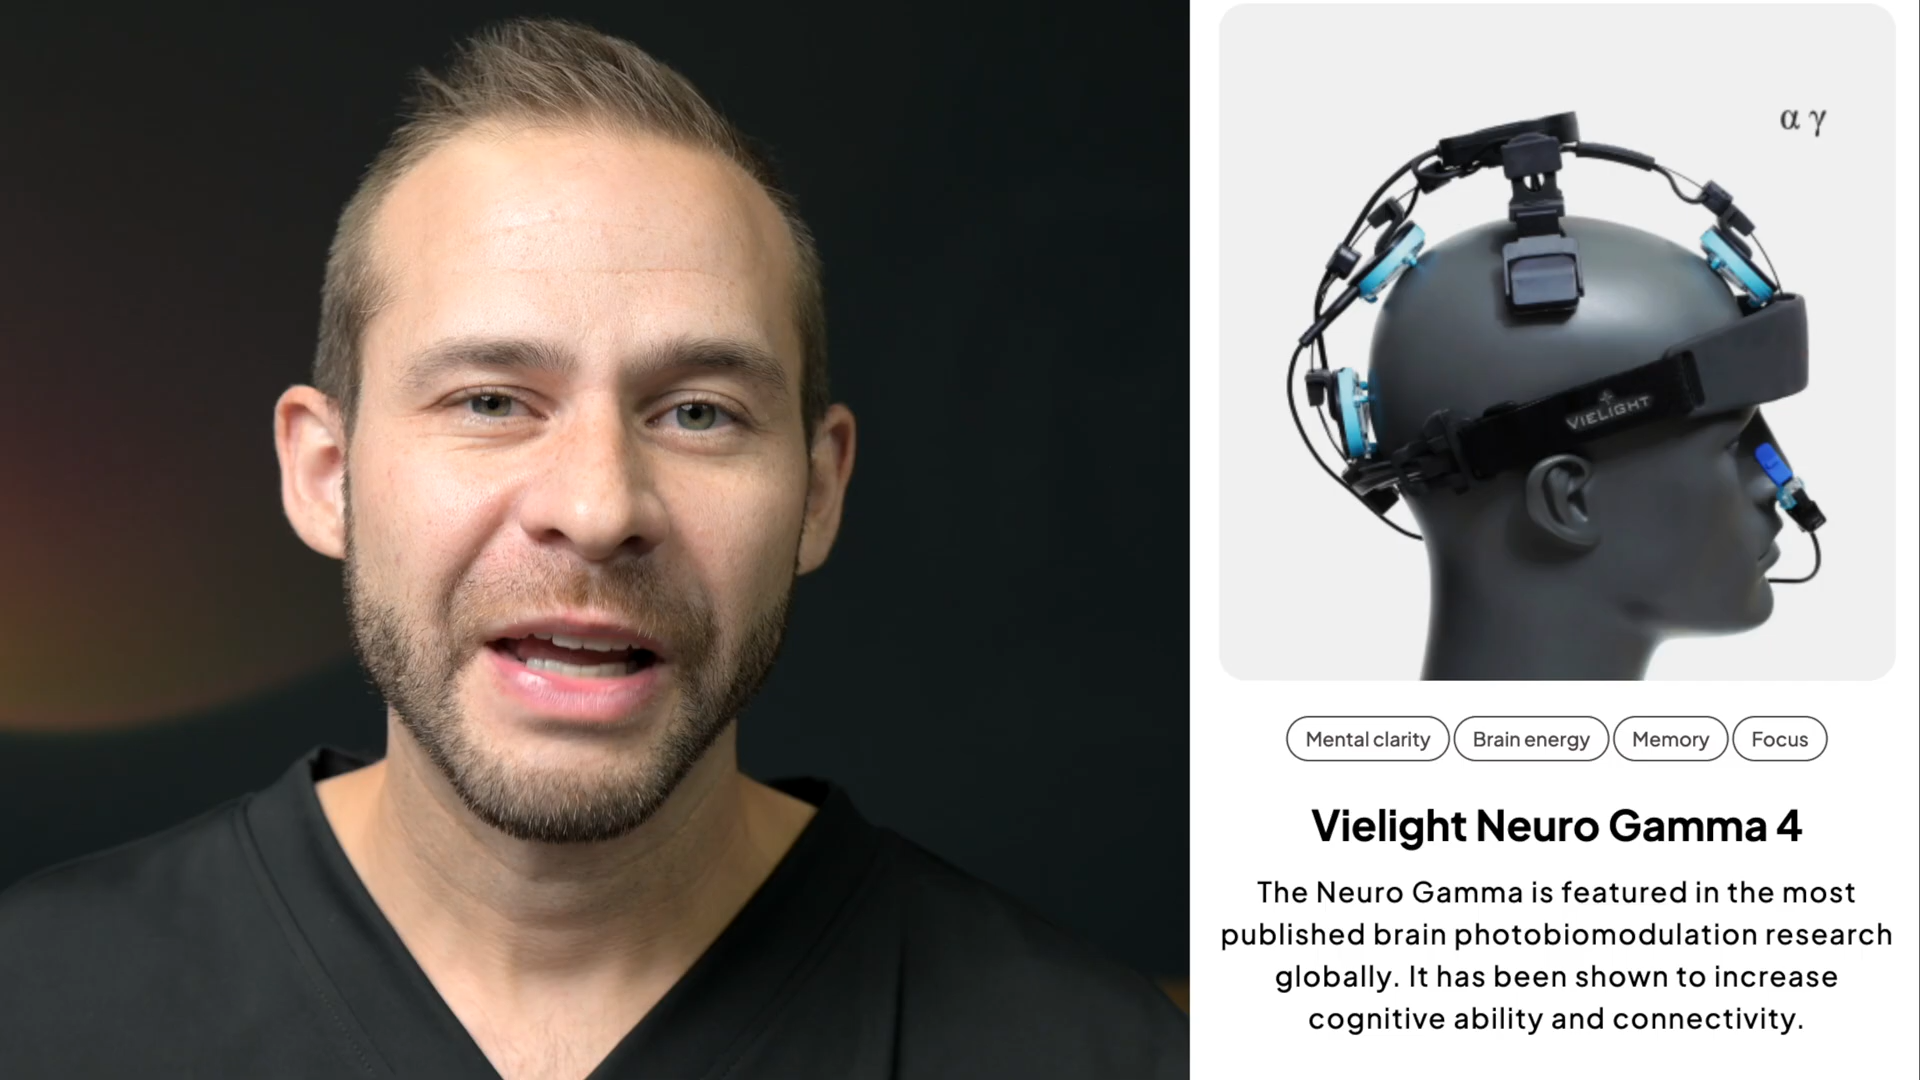 α γ
VIELIGHT
Mental clarity
Brain energy
Memory
Focus
Vielight Neuro Gamma 4
The Neuro Gamma is featured in the most
published brain photobiomodulation research
globally. It has been shown to increase
cognitive ability and connectivity.